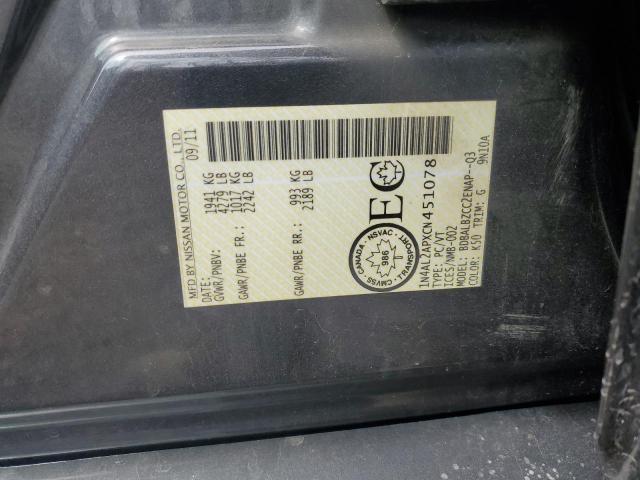 MFD BY NISSAN MOTOR CO., LTD.
DATE: 09/11
GVWR/PNBV: 1941 KG
4279 LB
GAWR/PNBE FR.: 1017 KG
2242 LB
GAWR/PNBE RR.: 993 KG
2189 LB
CANADA
NSVAC
986
CMVSS
TRANSPORT
EC
1N4AL2APXCN451078
TYPE: PC/VT
ICES/NMB-002
MODEL: BDBALBZCC2ENAP--Q3
COLOR: K50 TRIM: G 9N10A